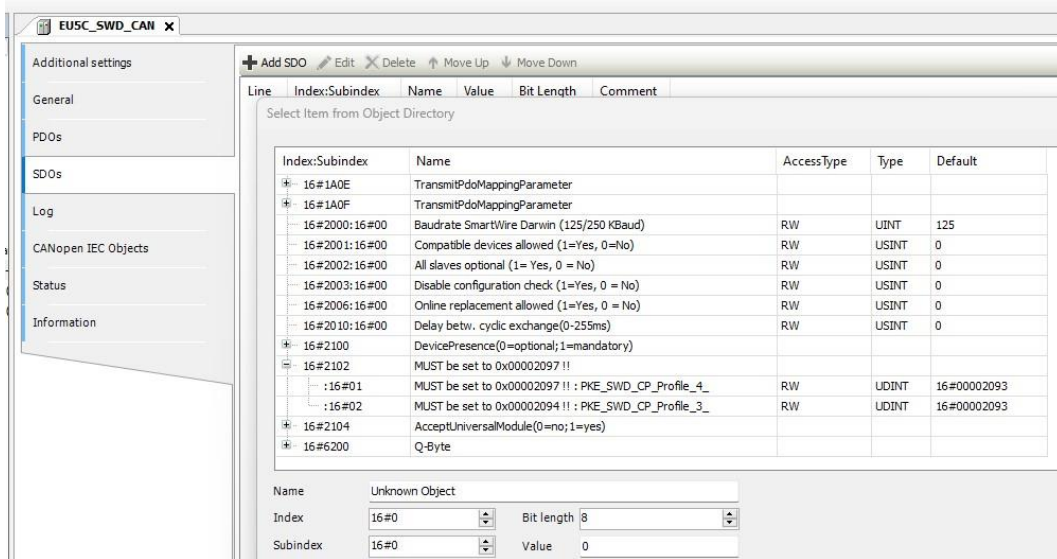 EU5C_SWD_CAN X
Additional settings
General
PDOs
SDOs
Log
CANopen IEC Objects
Status
Information
Add SDO Edit Delete Move Up Move Down
Line Index:Subindex Name Value Bit Length Comment
Select Item from Object Directory
Index:Subindex Name AccessType Type Default
16#1A0E TransmitPdoMappingParameter
16#1A0F TransmitPdoMappingParameter
16#2000:16#00 Baudrate SmartWire Darwin (125/250 KBaud) RW UINT 125
16#2001:16#00 Compatible devices allowed (1=Yes, 0=No) RW USINT 0
16#2002:16#00 All slaves optional (1= Yes, 0 = No) RW USINT 0
16#2003:16#00 Disable configuration check (1=Yes, 0 = No) RW USINT 0
16#2006:16#00 Online replacement allowed (1=Yes, 0 = No) RW USINT 0
16#2010:16#00 Delay betw. cyclic exchange(0-255ms) RW USINT 0
16#2100 DevicePresence(0=optional;1=mandatory)
16#2102 MUST be set to 0x00002097 !!
:16#01 MUST be set to 0x00002097 !! : PKE_SWD_CP_Profile_4_ RW UDINT 16#00002093
:16#02 MUST be set to 0x00002094 !! : PKE_SWD_CP_Profile_3_ RW UDINT 16#00002093
16#2104 AcceptUniversalModule(0=no;1=yes)
16#6200 Q-Byte
Name Unknown Object
Index 16#0 Bit length 8
Subindex 16#0 Value 0